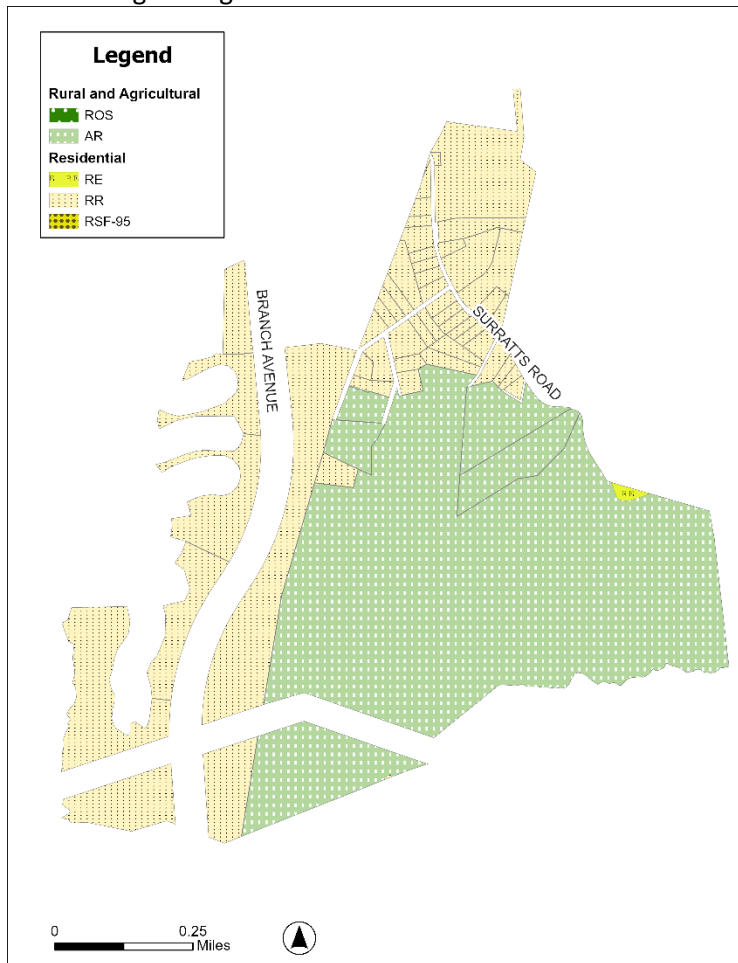 Legend
Rural and Agricultural
ROS
AR
Residential
RE
RR
RSF-95
BRANCH AVENUE
SURRATTS ROAD
0 0.25
Miles